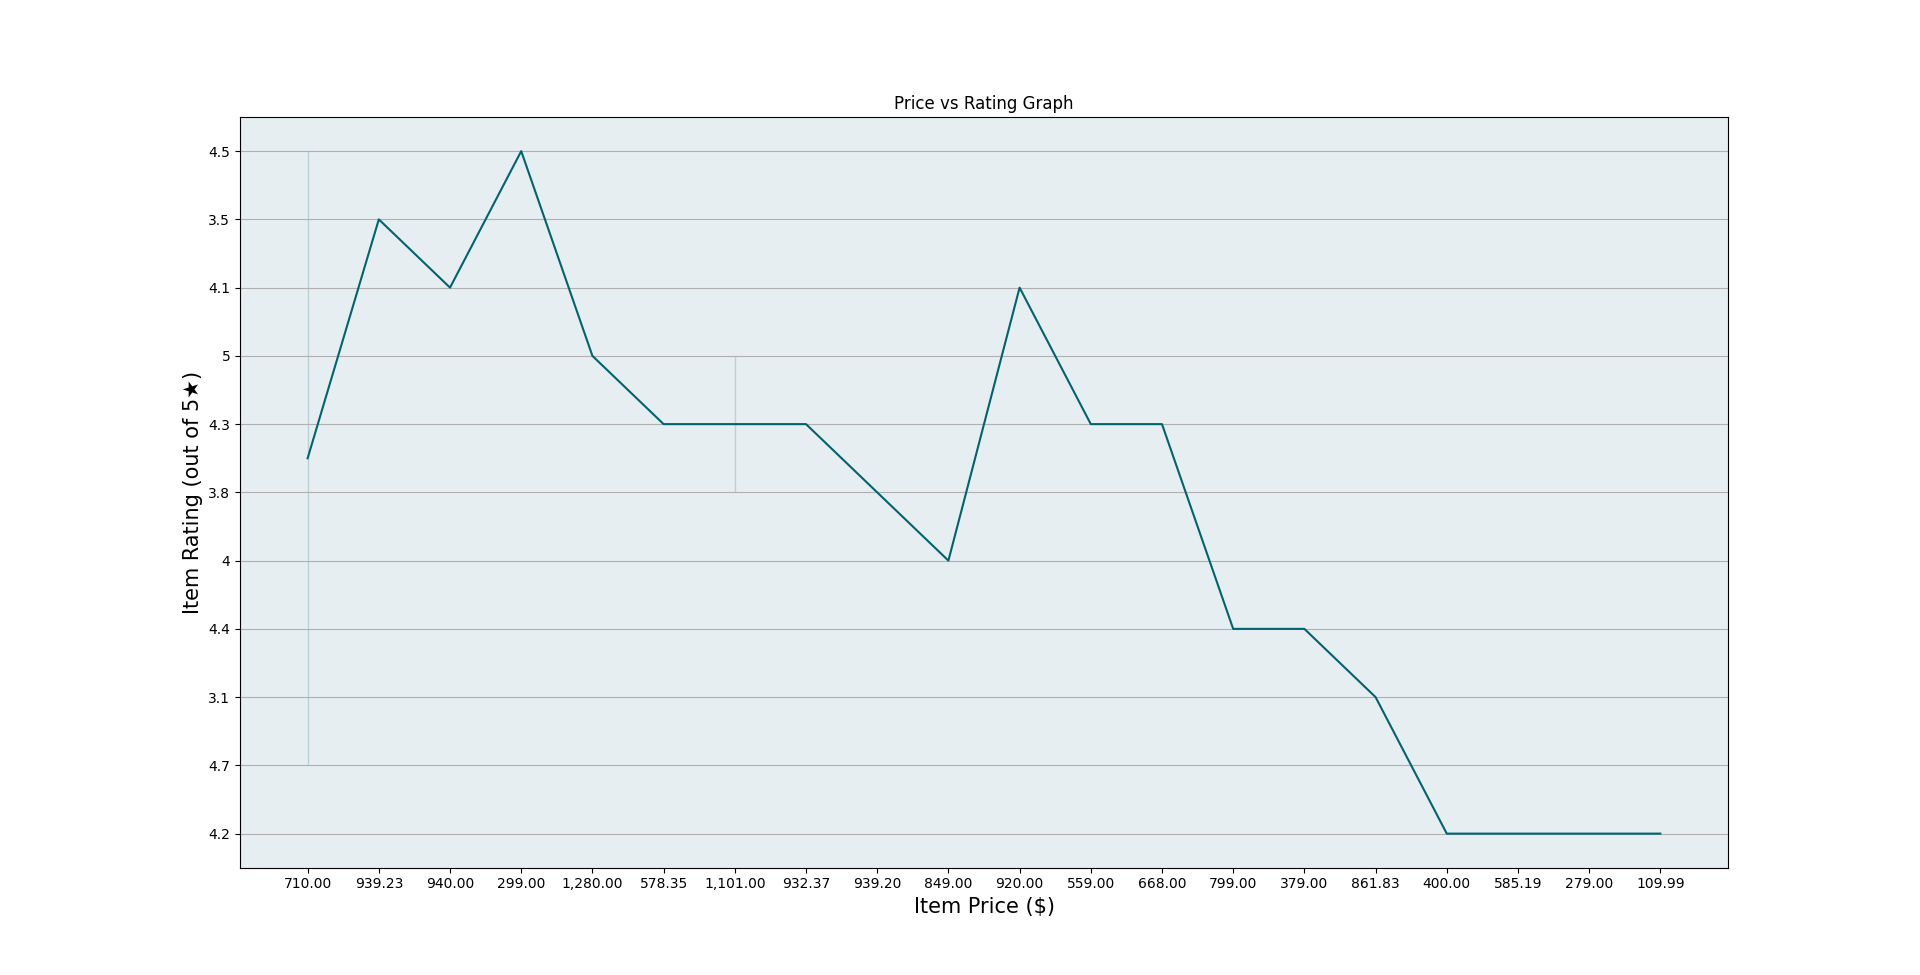 Price vs Rating Graph
Item Rating (out of 5★)
4.5
3.5
4.1
5
4.3
3.8
4
4.4
3.1
4.7
4.2
710.00 939.23 940.00 299.00 1,280.00 578.35 1,101.00 932.37 939.20 849.00 920.00 559.00 668.00 799.00 379.00 861.83 400.00 585.19 279.00 109.99
Item Price ($)